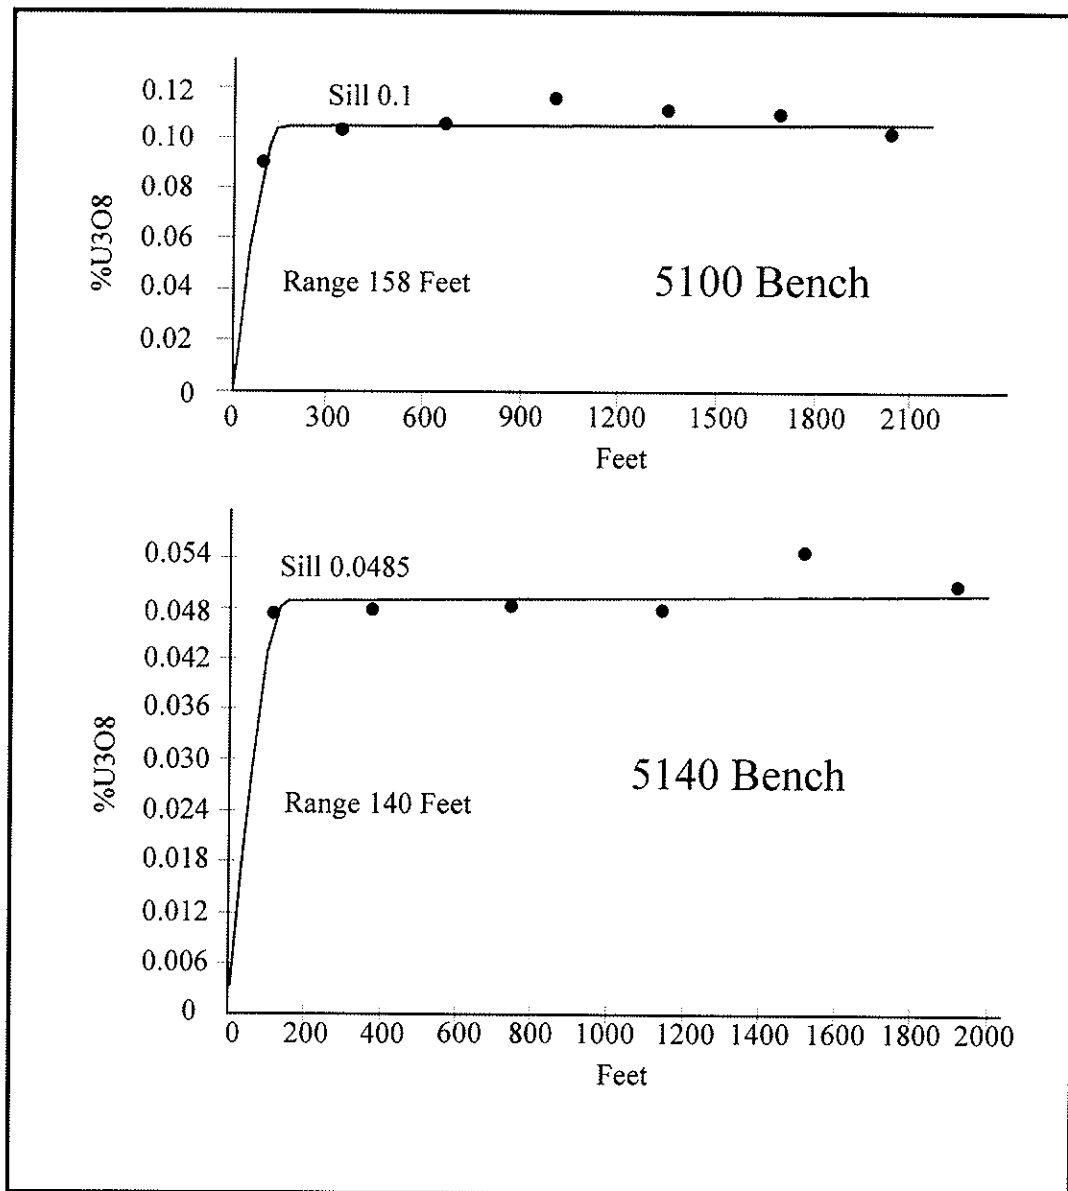 0.12
Sill 0.1
0.10
0.08
0.06
%U3O8
Range 158 Feet
5100 Bench
0.04
0.02
0
0 300 600 900 1200 1500 1800 2100
Feet
0.054
Sill 0.0485
0.048
0.042
0.036
0.030
%U3O8
5140 Bench
0.024
Range 140 Feet
0.018
0.012
0.006
0
0 200 400 600 800 1000 1200 1400 1600 1800 2000
Feet